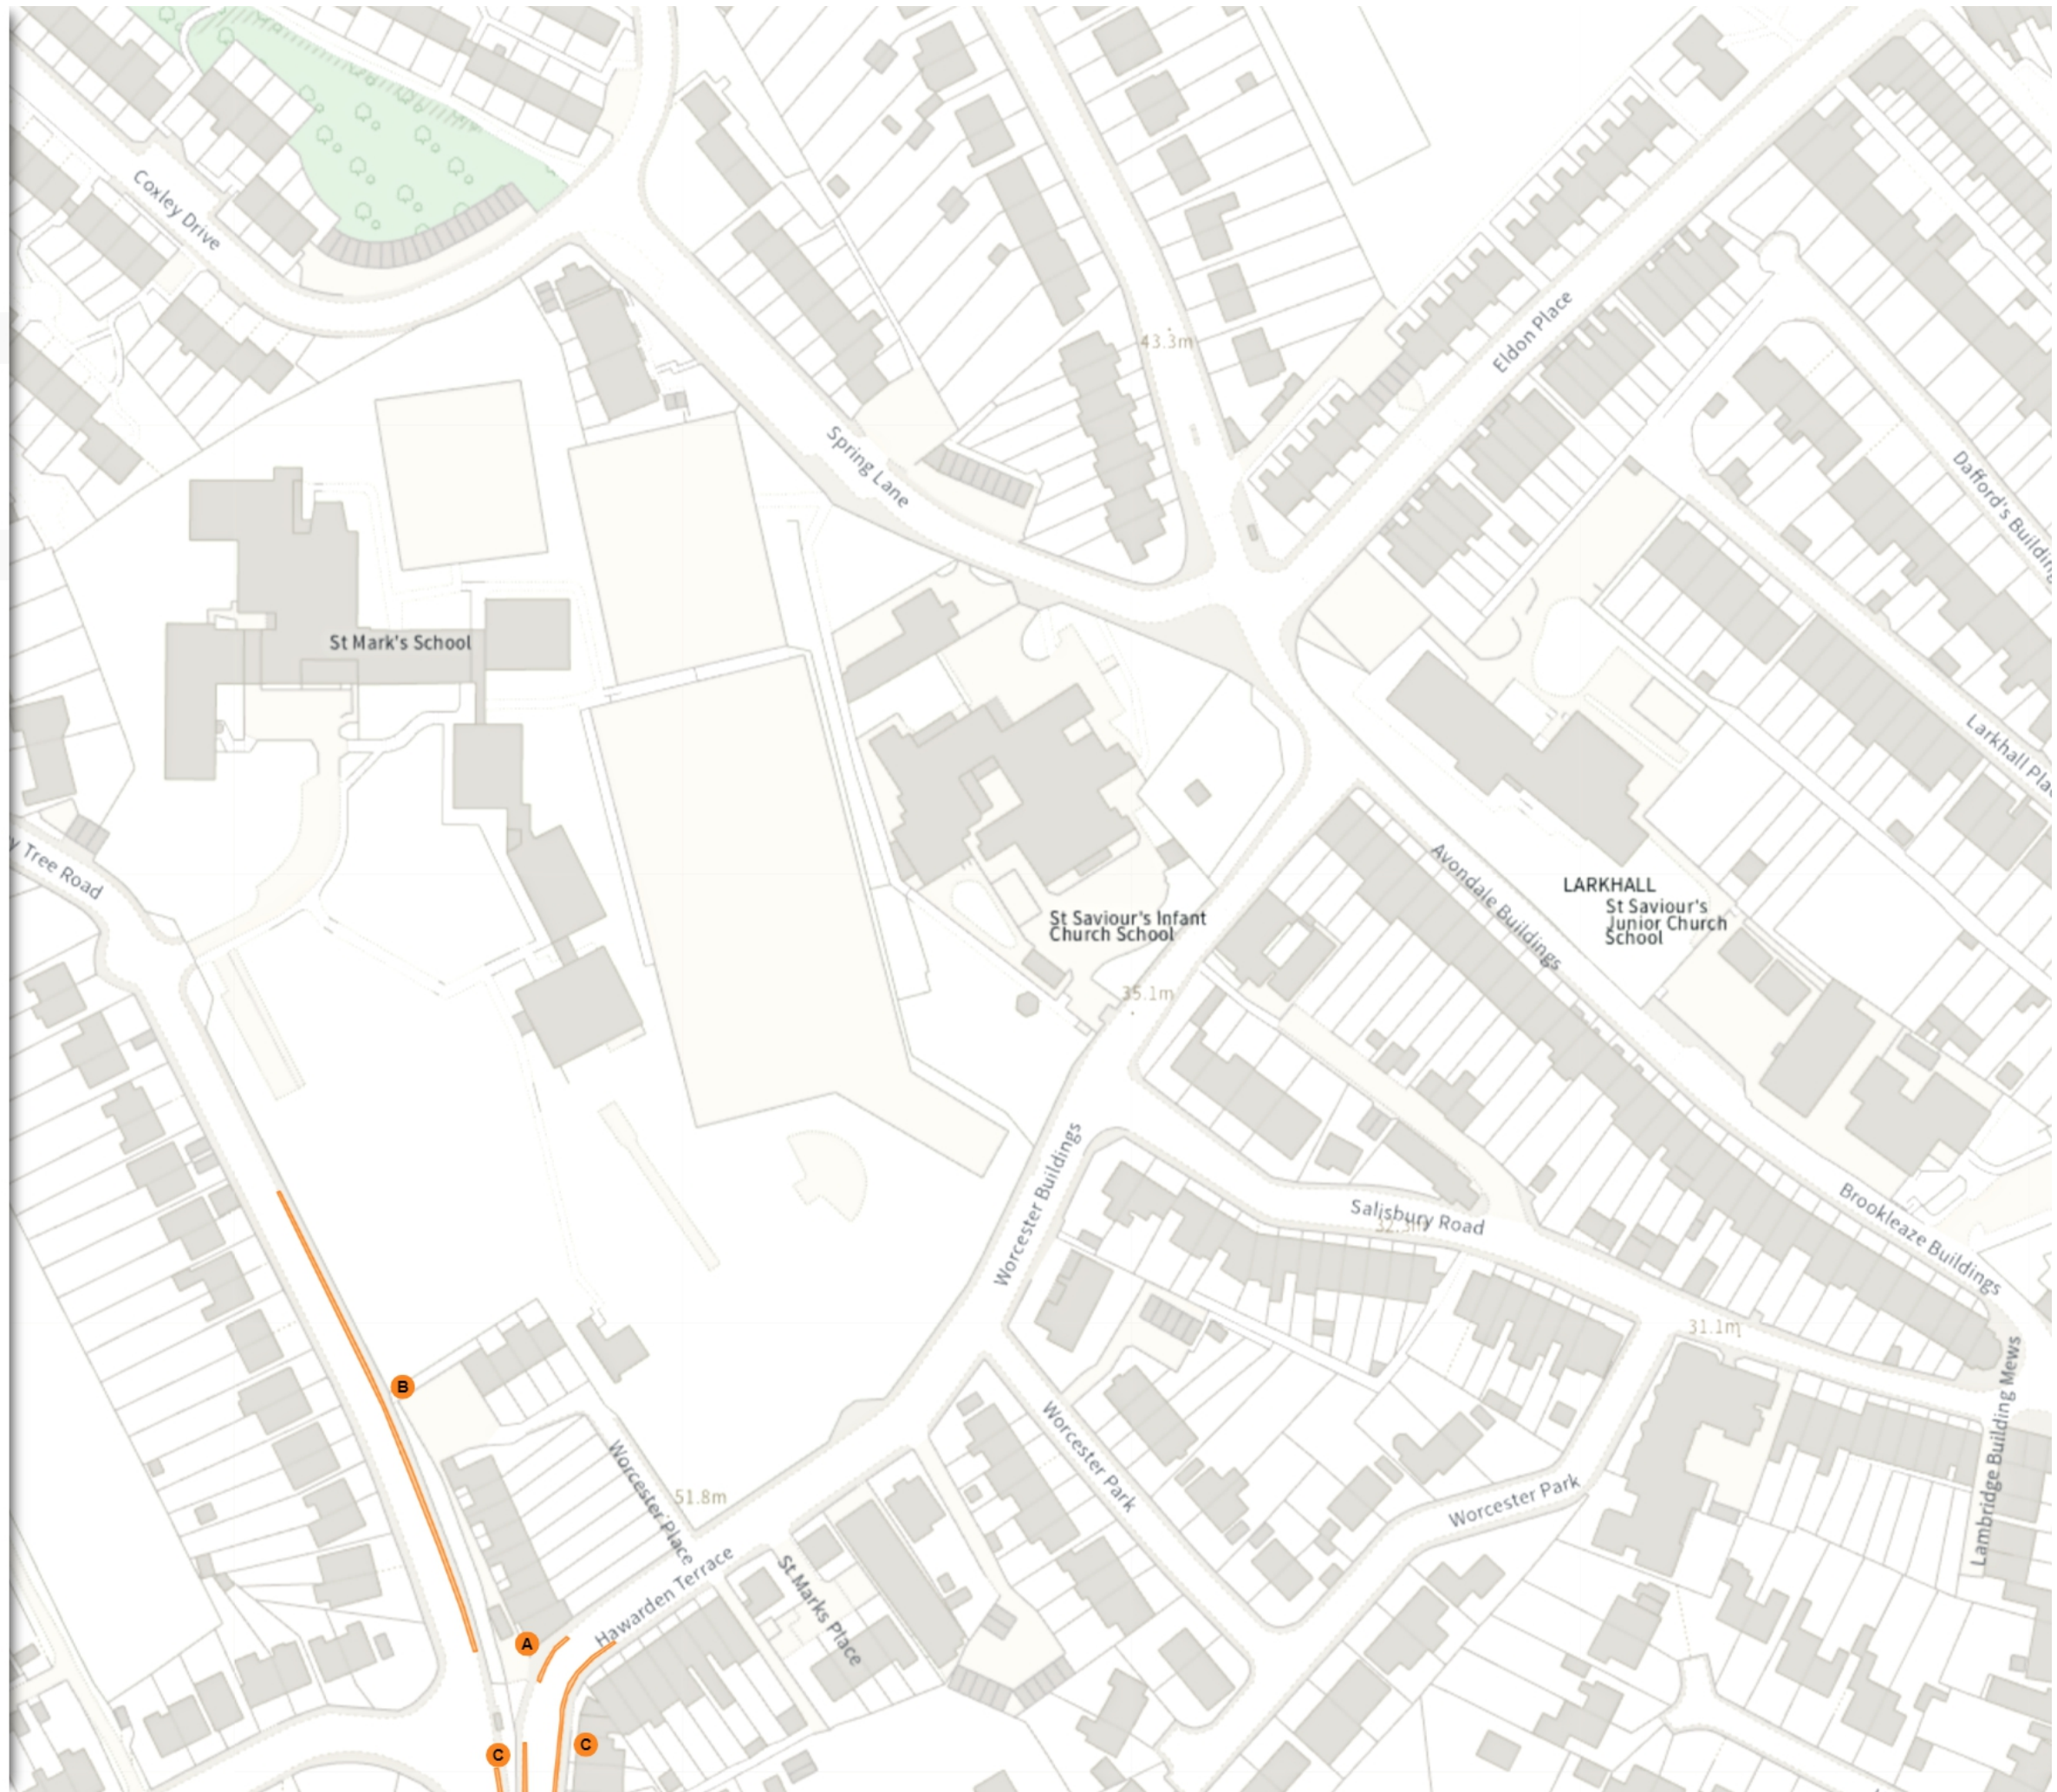 Coxley Drive
43.3m
Eldon Place
Spring Lane
Dafford's Building
St Mark's School
Larkhall Pla
y Tree Road
Avondale Buildings
LARKHALL
St Saviour's
Junior Church
School
St Saviour's Infant
Church School
35.1m
Worcester Buildings
Salisbury Road
Brookleaze Buildings
31.1m
B
Worcester Park
Lambridge Building Mews
Worcester Place
51.8m
Worcester Park
Hawarden Terrace
St Marks Place
A
C
C